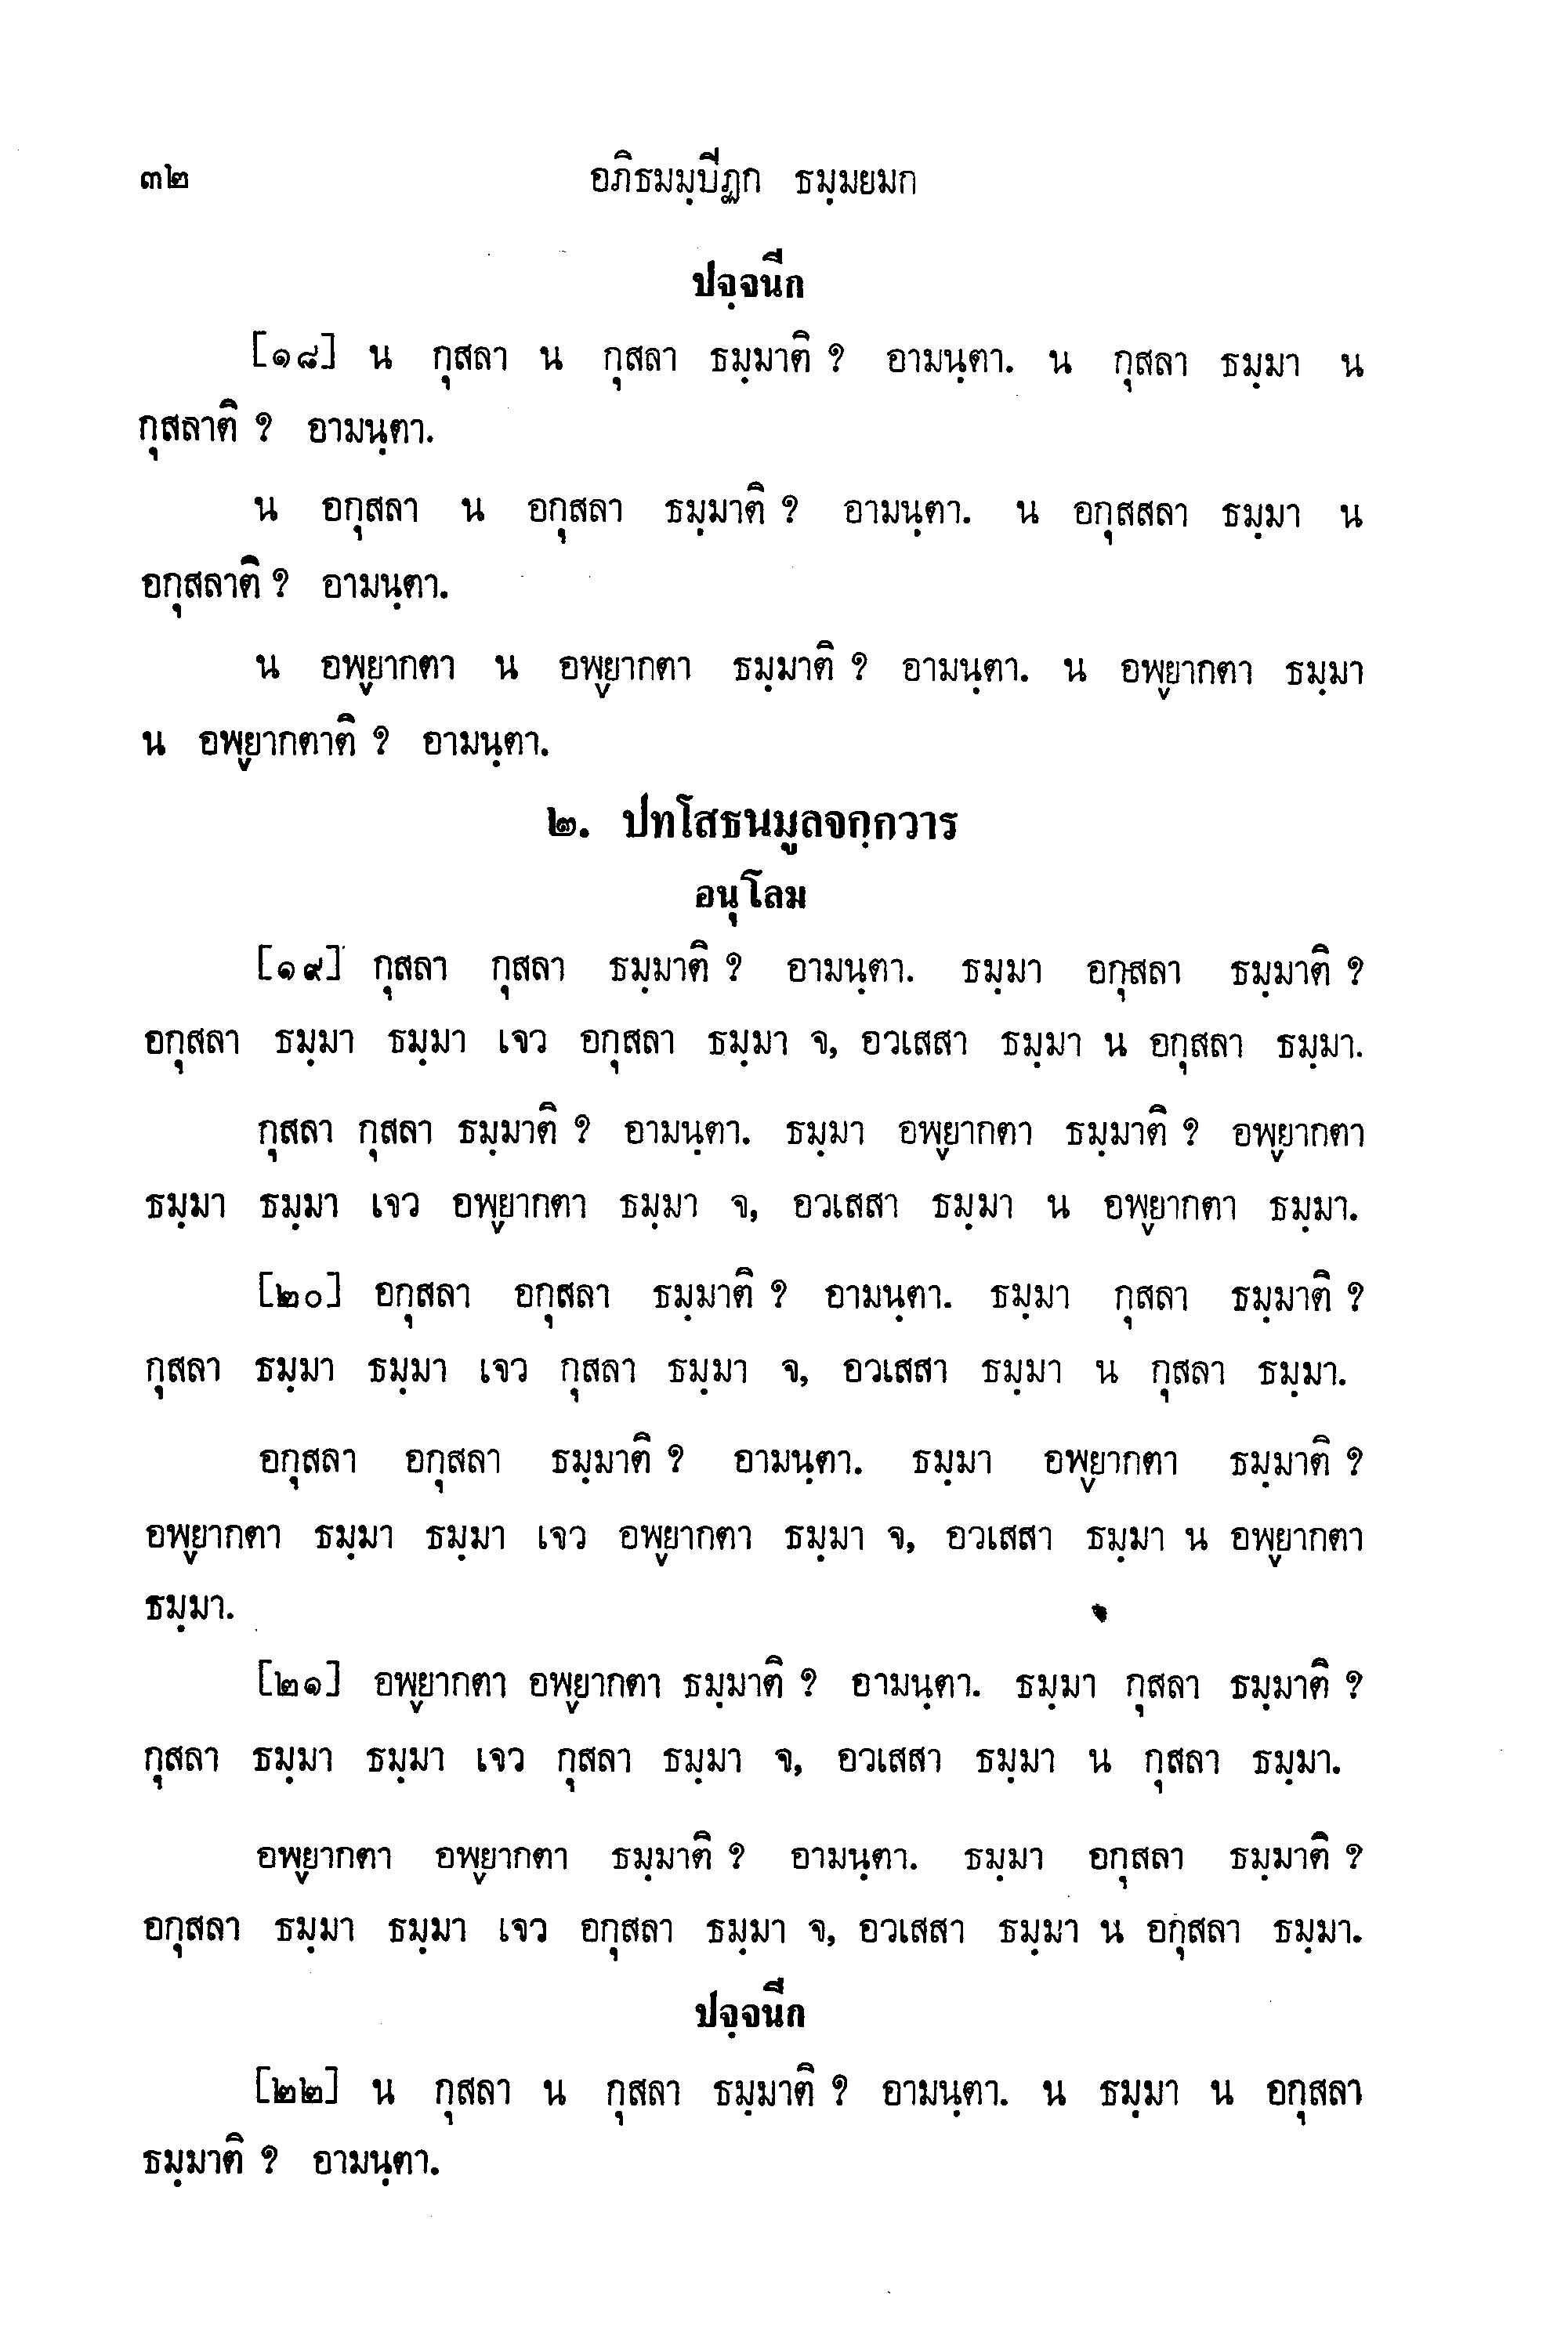 ๓๒ อภิธมมฺปีฏก ธมฺมยมก
ปจฺจนีก
[๑๘] น กุสลา น กุสลา ธมฺมาติ ? อามนฺตา. น กุสลา ธมฺมา น
กุสลาติ ? อามนฺตา.
น อกุสลา น อกุสลา ธมฺมาติ ? อามนฺตา. น อกุสสลา ธมฺมา น
อกุสลาติ ? อามนฺตา.
น อพฺยากตา น อพฺยากตา ธมฺมาติ ? อามนฺตา. น อพฺยากตา ธมฺมา
น อพฺยากตาติ ? อามนฺตา.
๒. ปทโสธนมูลจกฺกวาร
อนุโลม
[๑๙] กุสลา กุสลา ธมฺมาติ ? อามนฺตา. ธมฺมา อกุสลา ธมฺมาติ ?
อกุสลา ธมฺมา ธมฺมา เจว อกุสลา ธมฺมา จ, อวเสสา ธมฺมา น อกุสลา ธมฺมา.
กุสลา กุสลา ธมฺมาติ ? อามนฺตา. ธมฺมา อพฺยากตา ธมฺมาติ ? อพฺยากตา
ธมฺมา ธมฺมา เจว อพฺยากตา ธมฺมา จ, อวเสสา ธมฺมา น อพฺยากตา ธมฺมา.
[๒๐] อกุสลา อกุสลา ธมฺมาติ ? อามนฺตา. ธมฺมา กุสลา ธมฺมาติ ?
กุสลา ธมฺมา ธมฺมา เจว กุสลา ธมฺมา จ, อวเสสา ธมฺมา น กุสลา ธมฺมา.
อกุสลา อกุสลา ธมฺมาติ ? อามนฺตา. ธมฺมา อพฺยากตา ธมฺมาติ ?
อพฺยากตา ธมฺมา ธมฺมา เจว อพฺยากตา ธมฺมา จ, อวเสสา ธมฺมา น อพฺยากตา
ธมฺมา.
[๒๑] อพฺยากตา อพฺยากตา ธมฺมาติ ? อามนฺตา. ธมฺมา กุสลา ธมฺมาติ ?
กุสลา ธมฺมา ธมฺมา เจว กุสลา ธมฺมา จ, อวเสสา ธมฺมา น กุสลา ธมฺมา.
อพฺยากตา อพฺยากตา ธมฺมาติ ? อามนฺตา. ธมฺมา อกุสลา ธมฺมาติ ?
อกุสลา ธมฺมา ธมฺมา เจว อกุสลา ธมฺมา จ, อวเสสา ธมฺมา น อกุสลา ธมฺมา.
ปจฺจนีก
[๒๒] น กุสลา น กุสลา ธมฺมาติ ? อามนฺตา. น ธมฺมา น อกุสลา
ธมฺมาติ ? อามนฺตา.